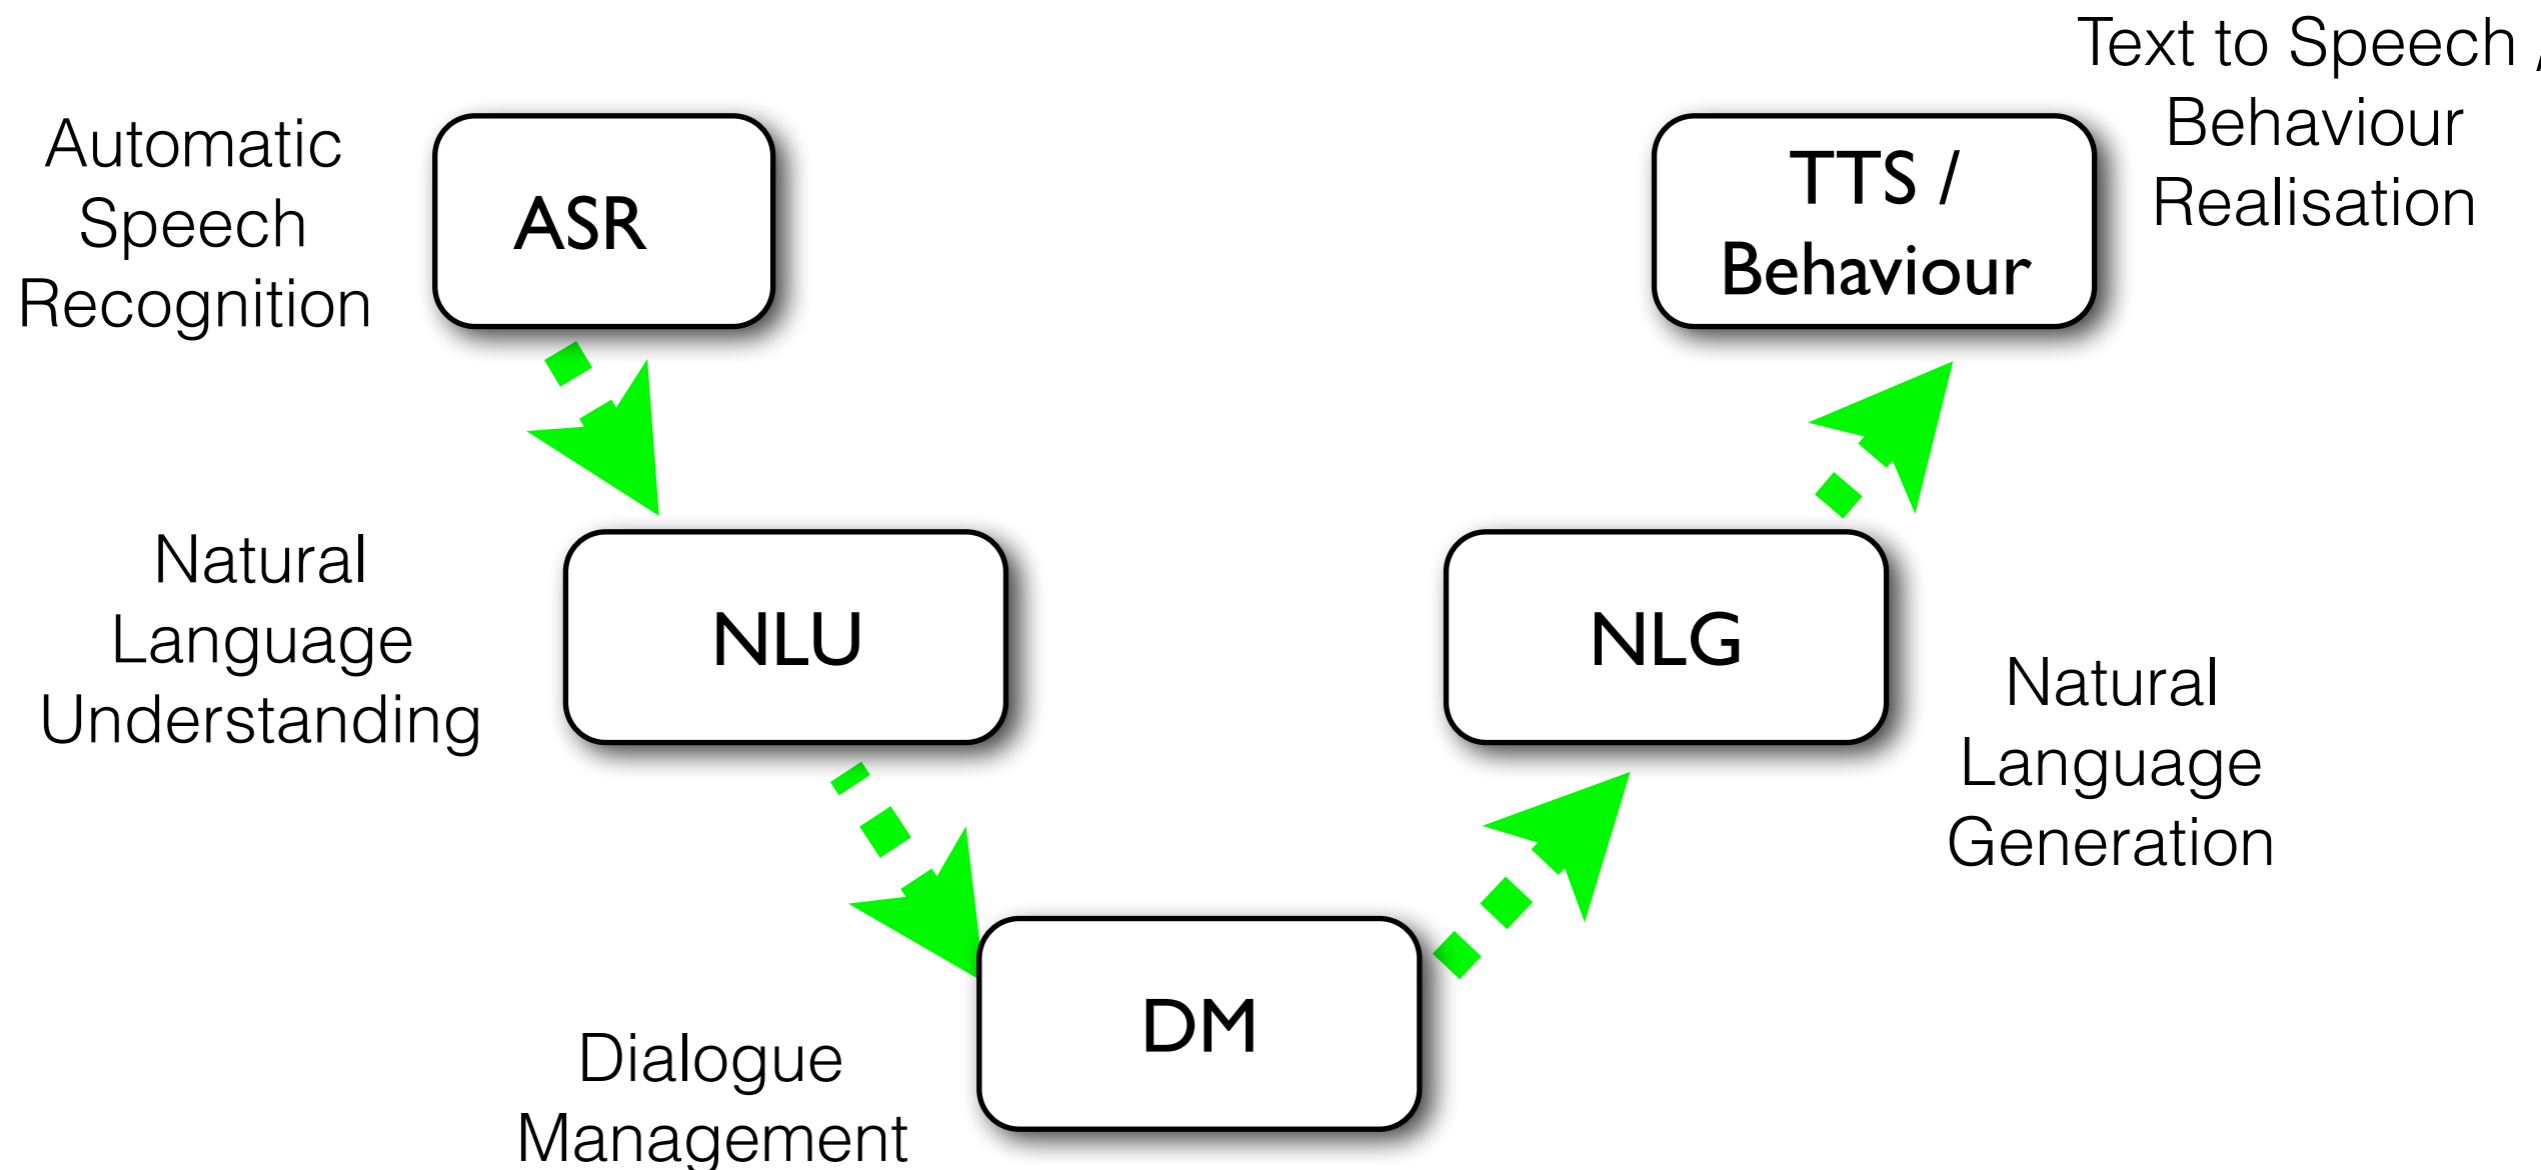 Automatic
Speech
Recognition
ASR
Natural
Language
Understanding
NLU
Dialogue
Management
DM
NLG
Natural
Language
Generation
TTS /
Behaviour
Text to Speech /
Behaviour
Realisation